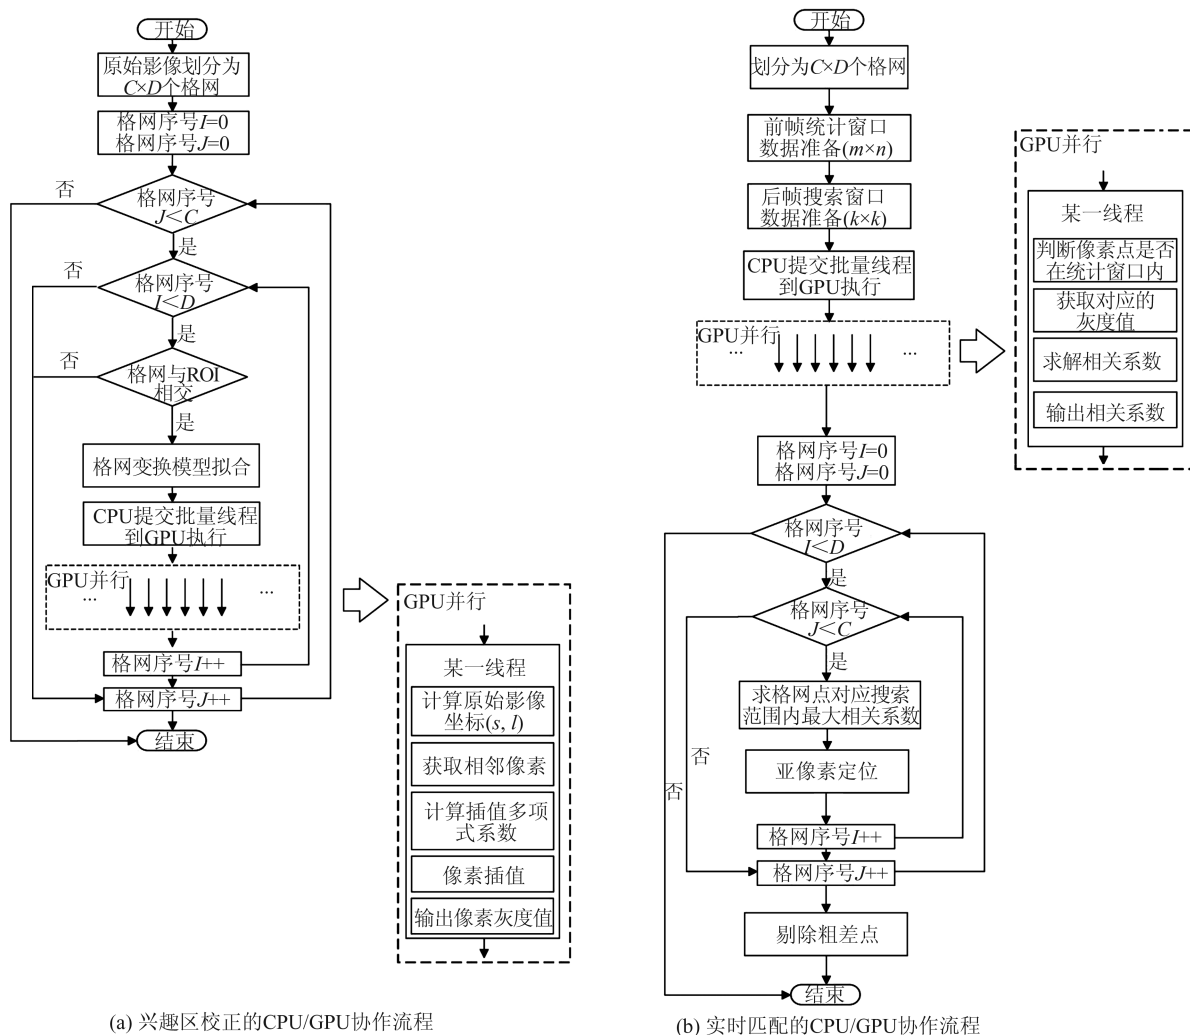 开始
原始影像划分为
C×D个格网
格网序号I=0
格网序号J=0
否
格网序号
J＜C
是
否
格网序号
I＜D
是
否
格网与ROI
相交
是
格网变换模型拟合
CPU提交批量线程
到GPU执行
GPU并行
... ...
格网序号I++
格网序号J++
结束
GPU并行
某一线程
计算原始影像
坐标(s, l)
获取相邻像素
计算插值多项
式系数
像素插值
输出像素灰度值
(a) 兴趣区校正的CPU/GPU协作流程
开始
划分为C×D个格网
前帧统计窗口
数据准备(m×n)
后帧搜索窗口
数据准备(k×k)
CPU提交批量线程
到GPU执行
GPU并行
... ...
格网序号I=0
格网序号J=0
格网序号
I＜D
是
格网序号
J＜C
是
求格网点对应搜索
范围内最大相关系数
否
亚像素定位
否
格网序号I++
格网序号J++
剔除粗差点
结束
GPU并行
某一线程
判断像素点是否
在统计窗口内
获取对应的
灰度值
求解相关系数
输出相关系数
(b) 实时匹配的CPU/GPU协作流程